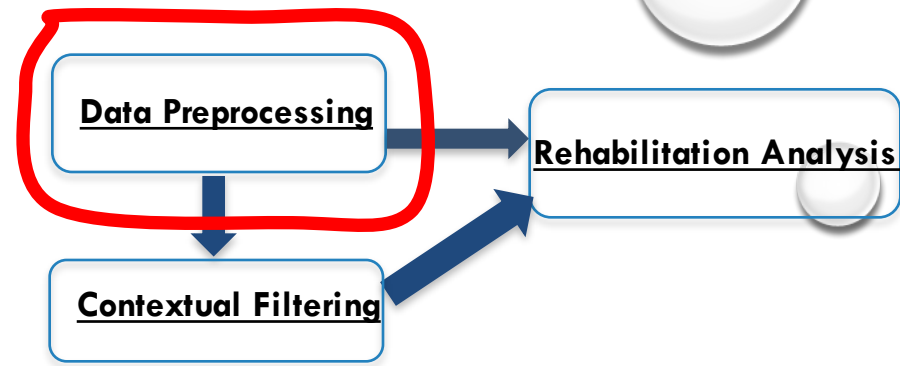 Data Preprocessing
Rehabilitation Analysis
Contextual Filtering